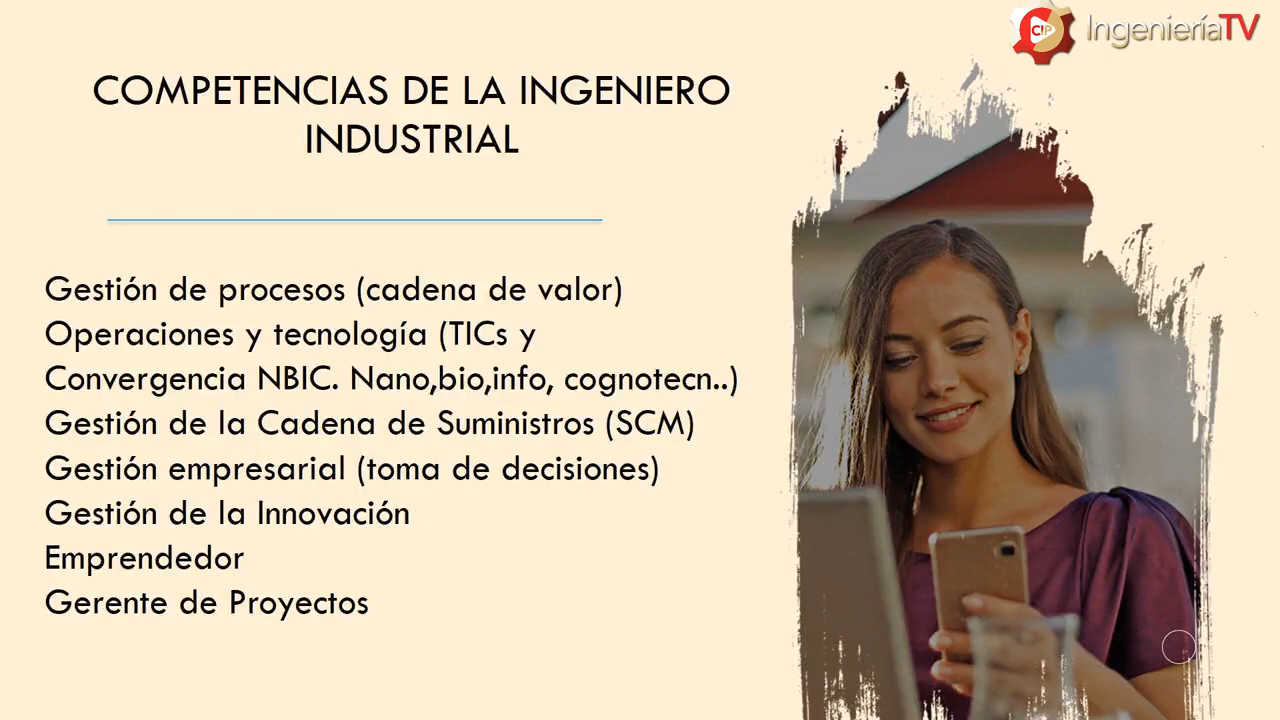 CIP IngenieríaTV
COMPETENCIAS DE LA INGENIERO
INDUSTRIAL
Gestión de procesos (cadena de valor)
Operaciones y tecnología (TICs y
Convergencia NBIC. Nano,bio,info, cognotecn..)
Gestión de la Cadena de Suministros (SCM)
Gestión empresarial (toma de decisiones)
Gestión de la Innovación
Emprendedor
Gerente de Proyectos